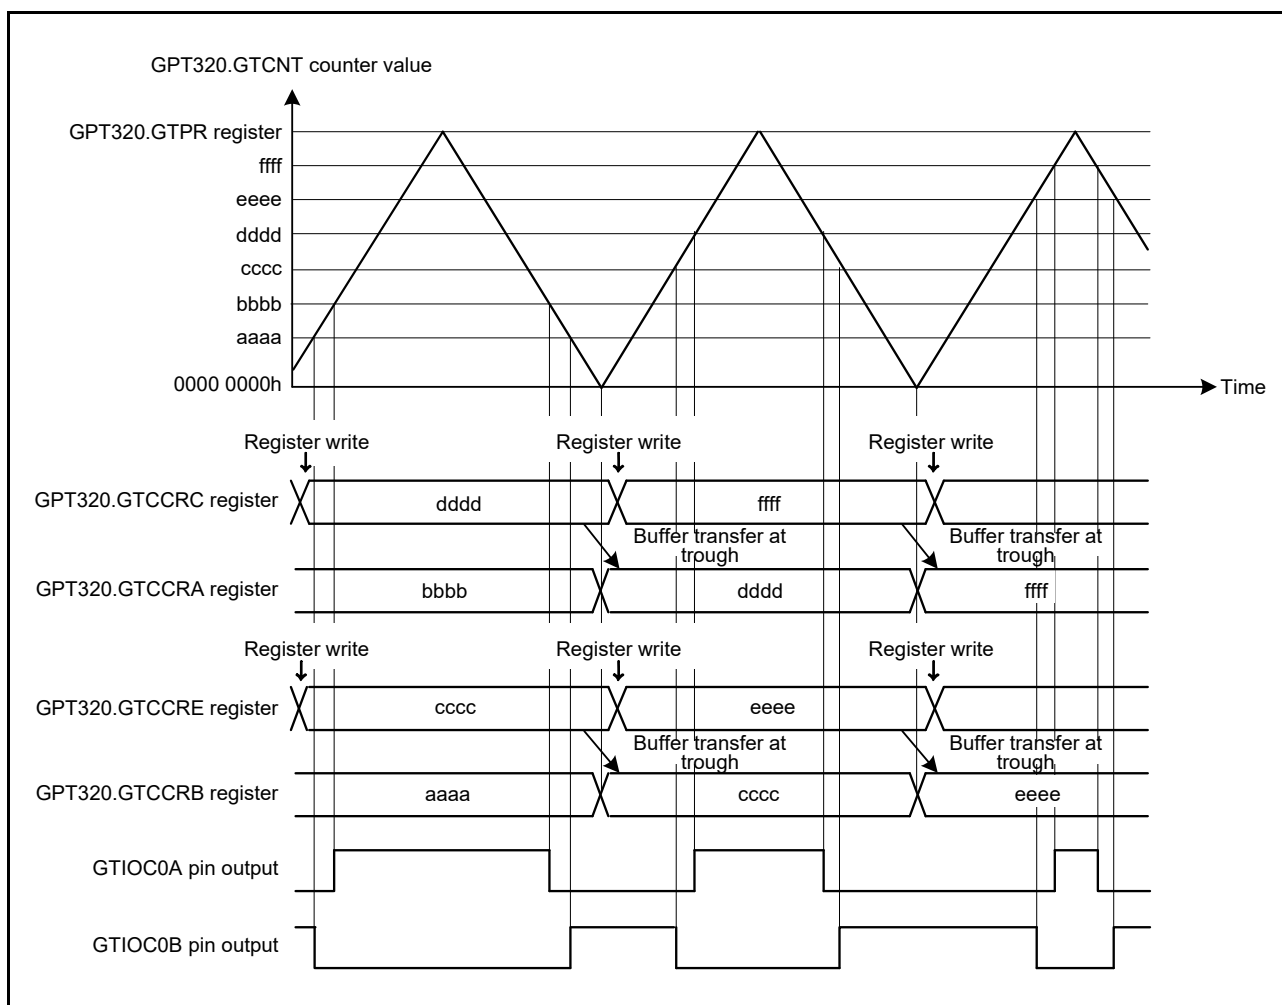 GPT320.GTCNT counter value
GPT320.GTPR register
ffff
eeee
dddd
cccc
bbbb
aaaa
0000 0000h
Time
Register write
Register write
Register write
GPT320.GTCCRC register
dddd
ffff
Buffer transfer at
trough
Buffer transfer at
trough
GPT320.GTCCRA register
bbbb
dddd
ffff
Register write
Register write
Register write
GPT320.GTCCRE register
cccc
eeee
Buffer transfer at
trough
Buffer transfer at
trough
GPT320.GTCCRB register
aaaa
cccc
eeee
GTIOC0A pin output
GTIOC0B pin output